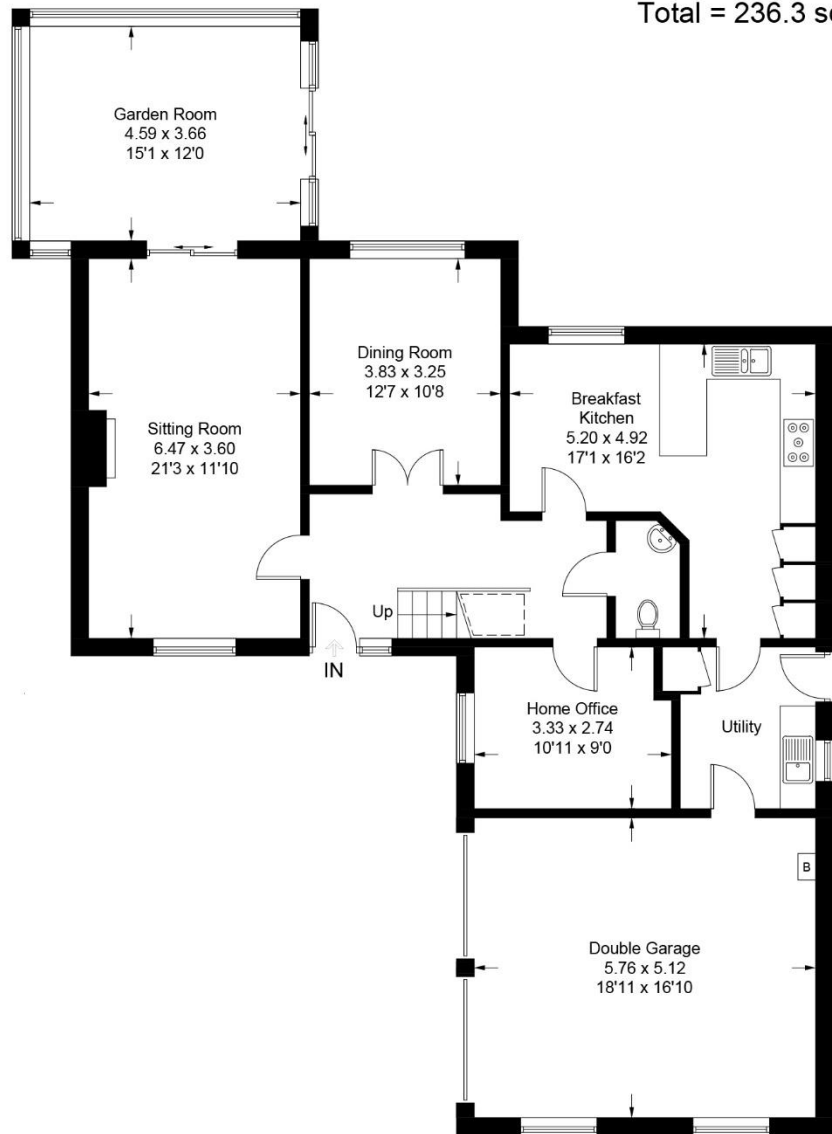 Total = 236.3 sq
Garden Room
4.59 x 3.66
15'1 x 12'0
Dining Room
3.83 x 3.25
12'7 x 10'8
Breakfast
Kitchen
5.20 x 4.92
17'1 x 16'2
Sitting Room
6.47 x 3.60
21'3 x 11'10
Up
IN
Home Office
3.33 x 2.74
10'11 x 9'0
Utility
B
Double Garage
5.76 x 5.12
18'11 x 16'10